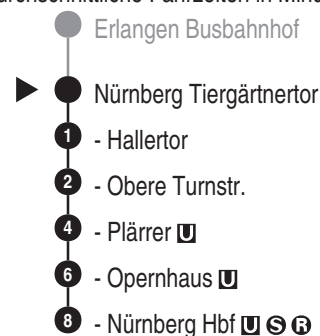 Erlangen Busbahnhof
Nürnberg Tiergärtnertor
1 - Hallertor
2 - Obere Turnstr.
4 - Plärrer U
6 - Opernhaus U
8 - Nürnberg Hbf U S R